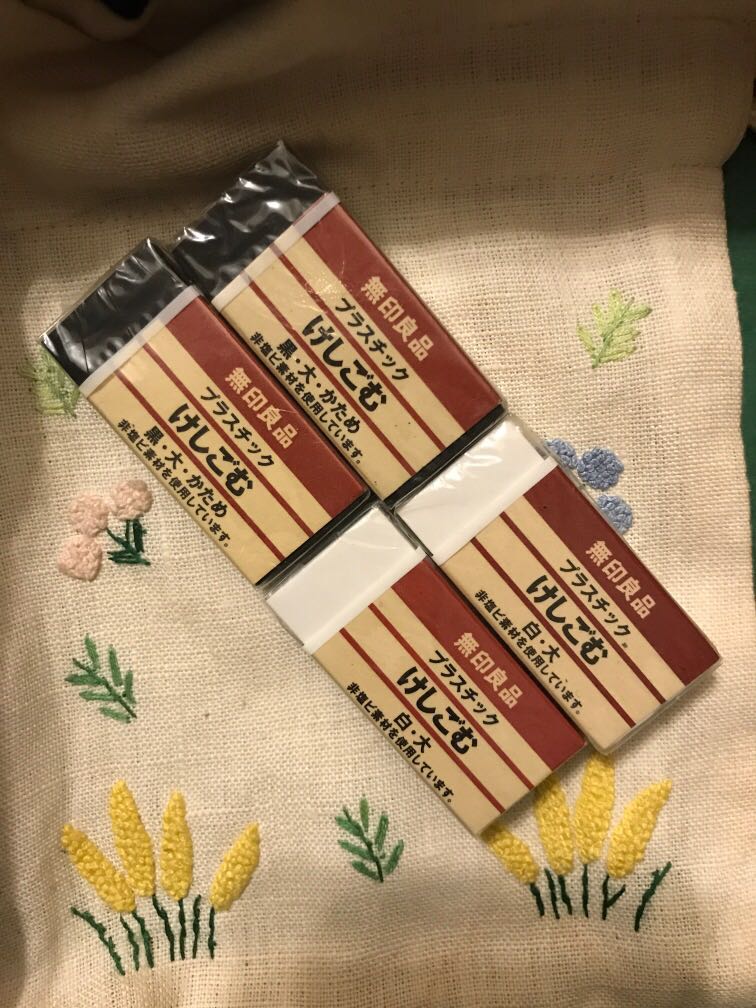 無印良品
プラスチック
けしごむ
黒・大・かため
非塩ビ素材を使用しています。
無印良品
プラスチック
けしごむ
黒・大・かため
非塩ビ素材を使用しています。
無印良品
プラスチック
けしごむ
白・大
非塩ビ素材を使用しています。
無印良品
プラスチック
けしごむ
白・大
非塩ビ素材を使用しています。